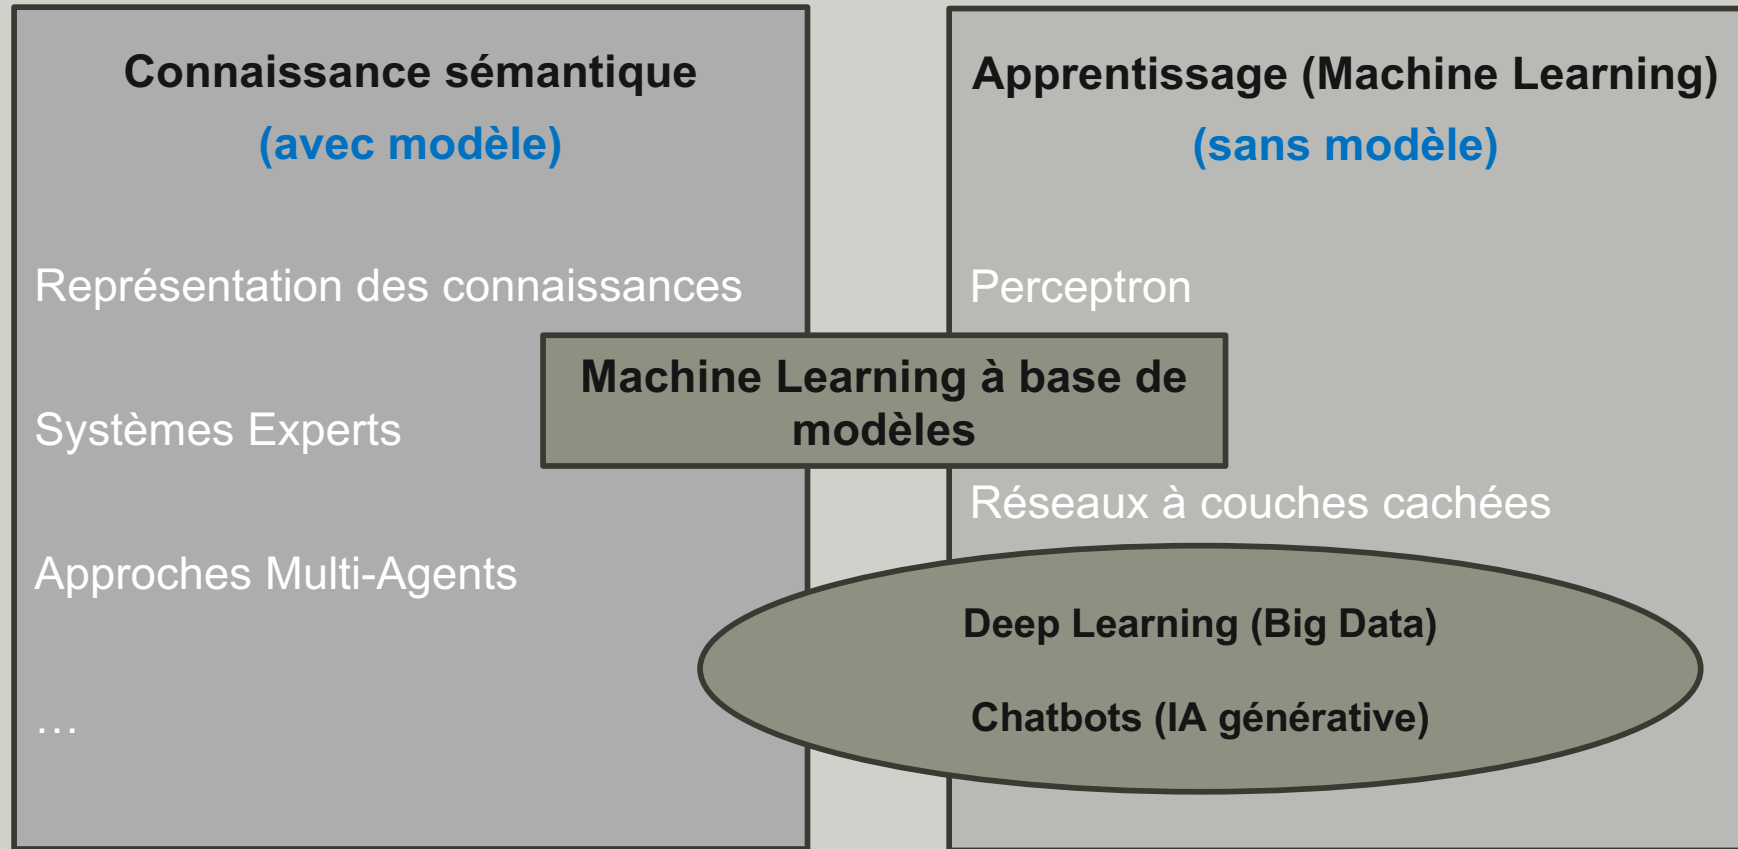 Connaissance sémantique
(avec modèle)
Représentation des connaissances
Systèmes Experts
Approches Multi-Agents
…
Machine Learning à base de
modèles
Apprentissage (Machine Learning)
(sans modèle)
Perceptron
Réseaux à couches cachées
Deep Learning (Big Data)
Chatbots (IA générative)